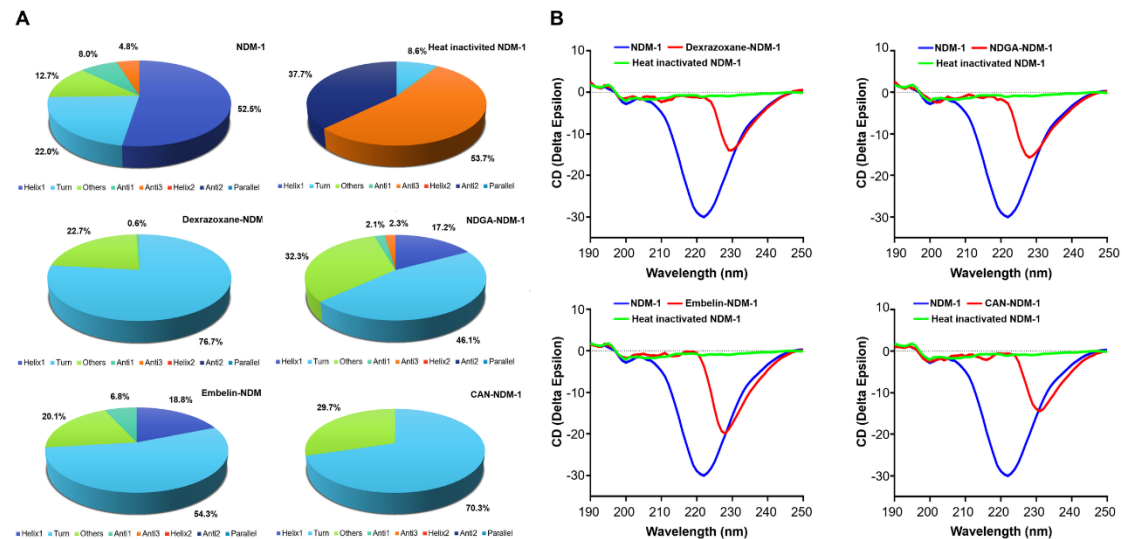 A
NDM-1
4.8%
8.0%
12.7%
52.5%
22.0%
Helix1 Turn Others Anti1 Anti3 Helix2 Anti2 Parallel
Heat inactivited NDM-1
8.6%
37.7%
53.7%
Helix1 Turn Others Anti1 Anti3 Helix2 Anti2 Parallel
Dexrazoxane-NDM
0.6%
22.7%
76.7%
Helix1 Turn Others Anti1 Anti3 Helix2 Anti2 Parallel
NDGA-NDM-1
2.1% 2.3%
17.2%
32.3%
46.1%
Helix1 Turn Others Anti1 Anti3 Helix2 Anti2 Parallel
Embelin-NDM
6.8%
20.1%
18.8%
54.3%
Helix1 Turn Others Anti1 Anti3 Helix2 Anti2 Parallel
CAN-NDM-1
29.7%
70.3%
Helix1 Turn Others Anti1 Anti3 Helix2 Anti2 Parallel
B
NDM-1 Dexrazoxane-NDM-1
Heat inactivated NDM-1
CD (Delta Epsilon)
10
0
-10
-20
-30
190 200 210 220 230 240 250
Wavelength (nm)
NDM-1 NDGA-NDM-1
Heat inactivated NDM-1
CD (Delta Epsilon)
10
0
-10
-20
-30
190 200 210 220 230 240 250
Wavelength (nm)
NDM-1 Embelin-NDM-1
Heat inactivated NDM-1
CD (Delta Epsilon)
10
0
-10
-20
-30
190 200 210 220 230 240 250
Wavelength (nm)
NDM-1 CAN-NDM-1
Heat inactivated NDM-1
CD (Delta Epsilon)
10
0
-10
-20
-30
190 200 210 220 230 240 250
Wavelength (nm)